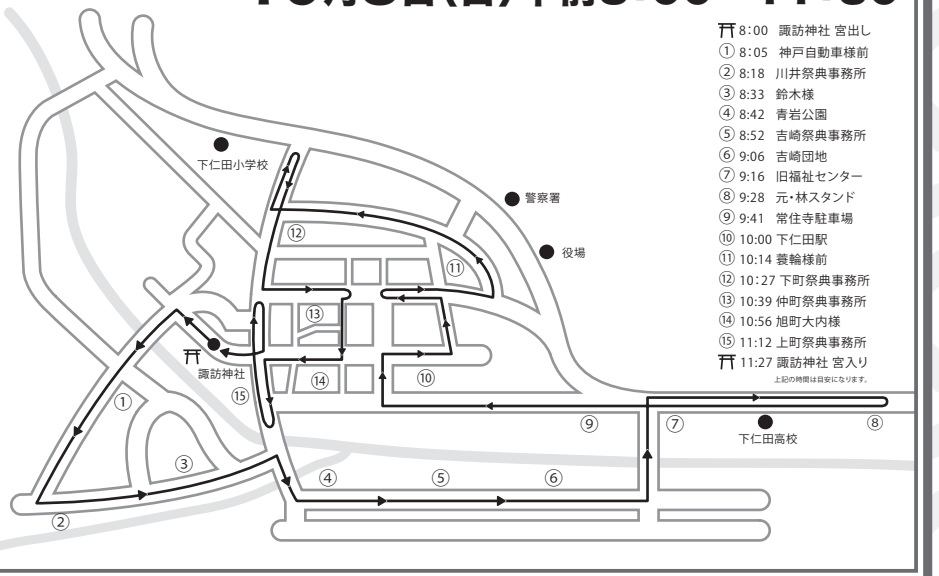 8:00 諏訪神社 宮出し
① 8:05 神戸自動車様前
② 8:18 川井祭典事務所
③ 8:33 鈴木様
④ 8:42 青岩公園
⑤ 8:52 吉崎祭典事務所
⑥ 9:06 吉崎団地
⑦ 9:16 旧福祉センター
⑧ 9:28 元・林スタンド
⑨ 9:41 常住寺駐車場
⑩ 10:00 下仁田駅
⑪ 10:14 蓑輪様前
⑫ 10:27 下町祭典事務所
⑬ 10:39 仲町祭典事務所
⑭ 10:56 旭町大内様
⑮ 11:12 上町祭典事務所
11:27 諏訪神社 宮入り
上記の時間は目安になります。
下仁田小学校
警察署
⑫
役場
⑪
⑬
諏訪神社
⑭
⑩
⑮
①
⑨
⑦
⑧
下仁田高校
③
④
⑤
⑥
②